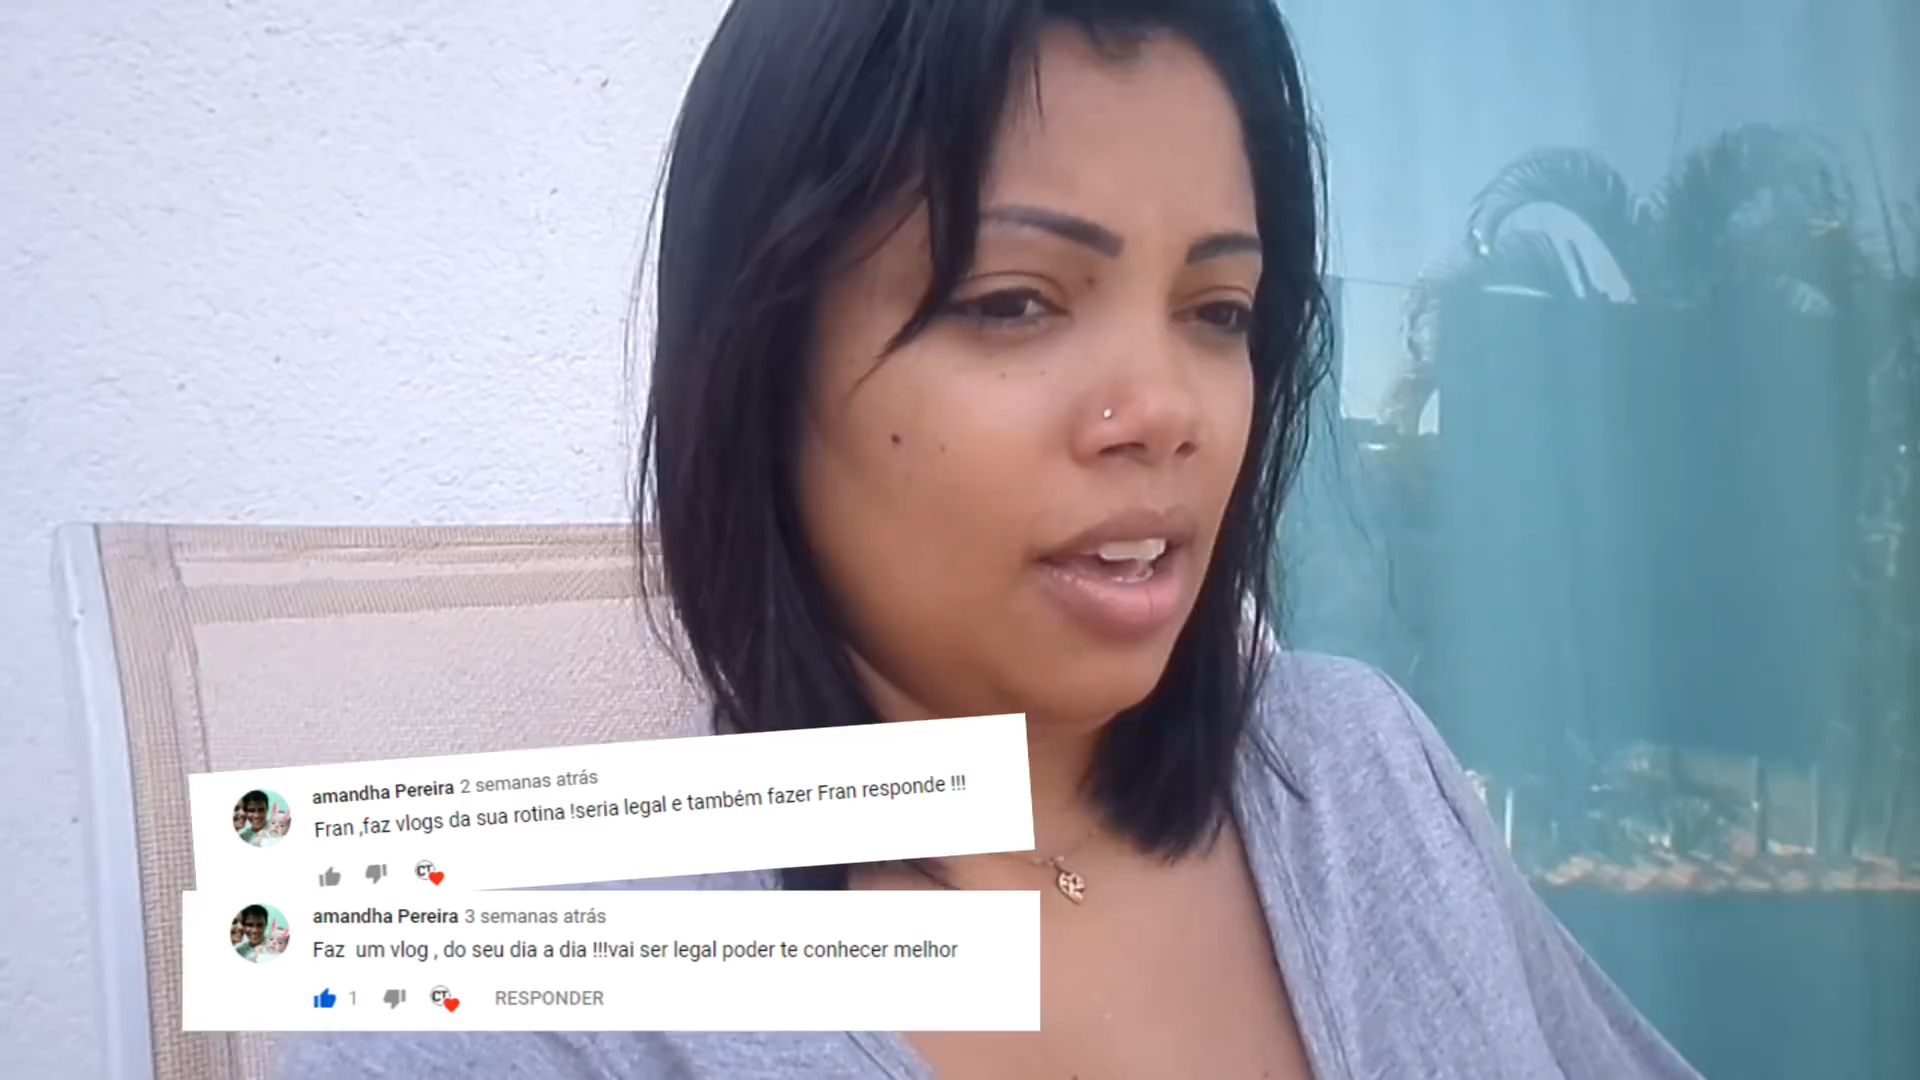 amandha Pereira 2 semanas atrás
Fran ,faz vlogs da sua rotina !seria legal e também fazer Fran responde !!!
CT
amandha Pereira 3 semanas atrás
Faz um vlog , do seu dia a dia !!!vai ser legal poder te conhecer melhor
1 CT RESPONDER